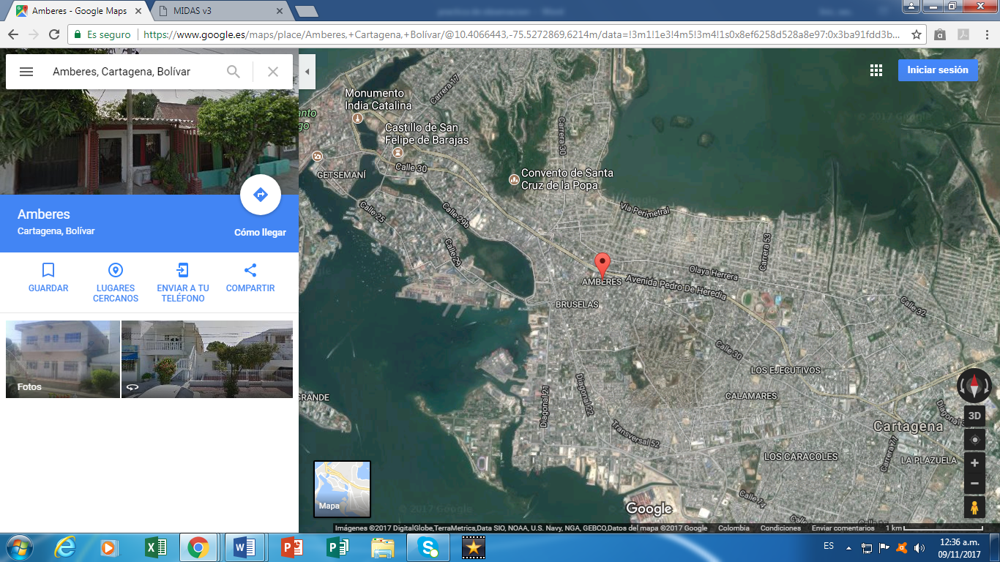 Amberes - Google Maps
MIDAS v3
Es seguro
https://www.google.es/maps/place/Amberes,+Cartagena,+Bolívar/@10.4066443,-75.5272869,6214m/data=!3m1!1e3!4m5!3m4!1s0x8ef6258d528a8e97:0x3ba91fdd3b...
Amberes, Cartagena, Bolívar
Iniciar sesión
Amberes
Cartagena, Bolívar
Cómo llegar
GUARDAR
LUGARES
CERCANOS
ENVIAR A TU
TELÉFONO
COMPARTIR
Fotos
Monumento
India Catalina
Carrera 17
Castillo de San
Felipe de Barajas
Carrera 30
GETSEMANÍ
Calle 30
Convento de Santa
Cruz de la Popa
© 2017 Google
Calle 25
Calle 29b
Vía Perimetral
Calle 29
Carrera 53
Olaya Herrera
AMBERES
Avenida Pedro De Heredia
BRUSELAS
Calle 32
Calle 30
LOS EJECUTIVOS
CALAMARES
GRANDE
Diagonal 21
Diagonal 22
Transversal 52
Cartagena
Carrera 77
LOS CARACOLES
LA PLAZUELA
Calle 14
3D
Mapa
© 2017 Google
Google
Imágenes ©2017 DigitalGlobe,TerraMetrics,Data SIO, NOAA, U.S. Navy, NGA, GEBCO,Datos del mapa ©2017 Google
Colombia
Condiciones
Enviar comentarios
1 km
ES
12:36 a.m.
09/11/2017